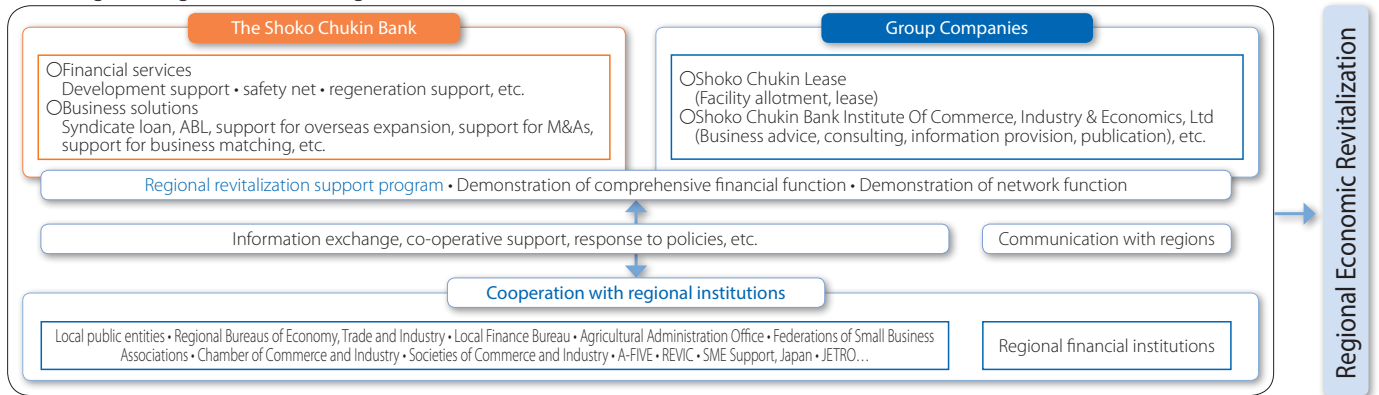 The Shoko Chukin Bank
○Financial services
Development support • safety net • regeneration support, etc.
○Business solutions
Syndicate loan, ABL, support for overseas expansion, support for M&As,
support for business matching, etc.
Group Companies
○Shoko Chukin Lease
(Facility allotment, lease)
○Shoko Chukin Bank Institute Of Commerce, Industry & Economics, Ltd
(Business advice, consulting, information provision, publication), etc.
Regional revitalization support program • Demonstration of comprehensive financial function • Demonstration of network function
Information exchange, co-operative support, response to policies, etc.
Communication with regions
Cooperation with regional institutions
Local public entities • Regional Bureaus of Economy, Trade and Industry • Local Finance Bureau • Agricultural Administration Office • Federations of Small Business
Associations • Chamber of Commerce and Industry • Societies of Commerce and Industry • A-FIVE • REVIC • SME Support, Japan • JETRO…
Regional financial institutions
Regional Economic Revitalization